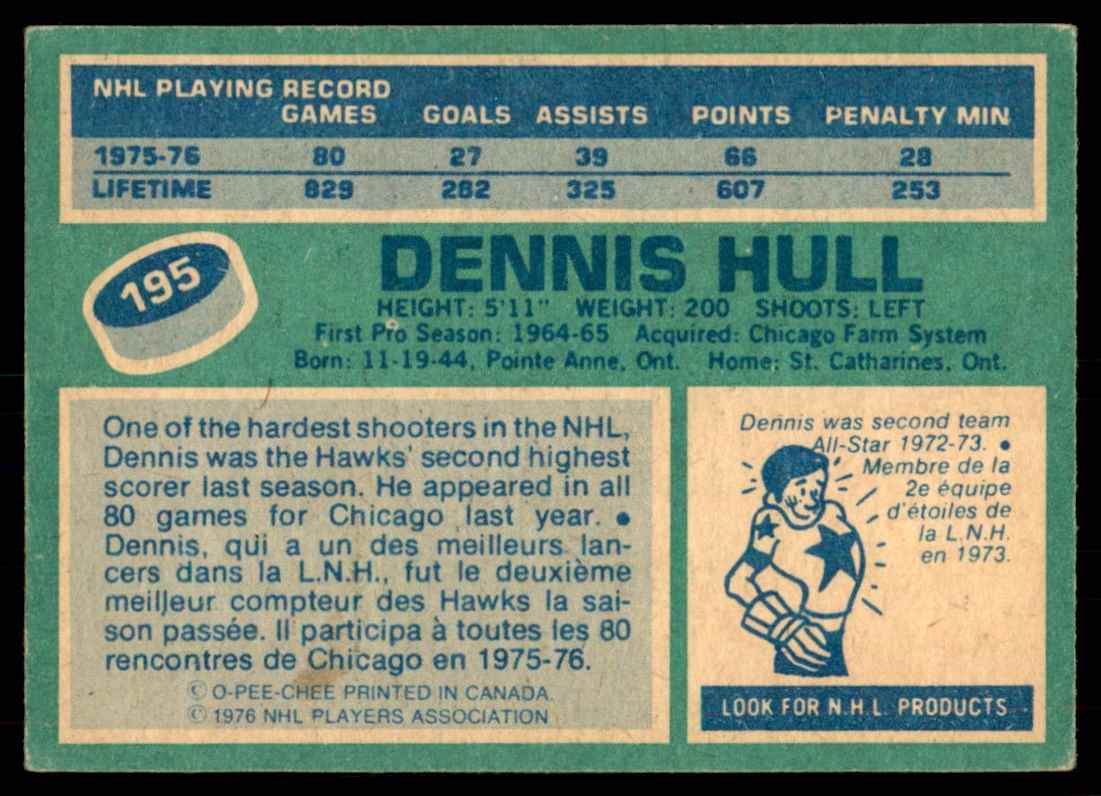 NHL PLAYING RECORD
GAMES GOALS ASSISTS POINTS PENALTY MIN
1975-76 80 27 39 66 28
LIFETIME 829 282 325 607 253
195
DENNIS HULL
HEIGHT: 5'11" WEIGHT: 200 SHOOTS: LEFT
First Pro Season: 1964-65 Acquired: Chicago Farm System
Born: 11-19-44, Pointe Anne, Ont. Home: St. Catharines, Ont.
One of the hardest shooters in the NHL,
Dennis was the Hawks' second highest
scorer last season. He appeared in all
80 games for Chicago last year. •
Dennis, qui a un des meilleurs lan-
cers dans la L.N.H., fut le deuxième
meilleur compteur des Hawks la sai-
son passée. Il participa à toutes les 80
rencontres de Chicago en 1975-76.
© O-PEE-CHEE PRINTED IN CANADA.
© 1976 NHL PLAYERS ASSOCIATION
Dennis was second team
All-Star 1972-73. •
Membre de la
2e équipe
d'étoiles de
la L.N.H.
en 1973.
LOOK FOR N.H.L. PRODUCTS